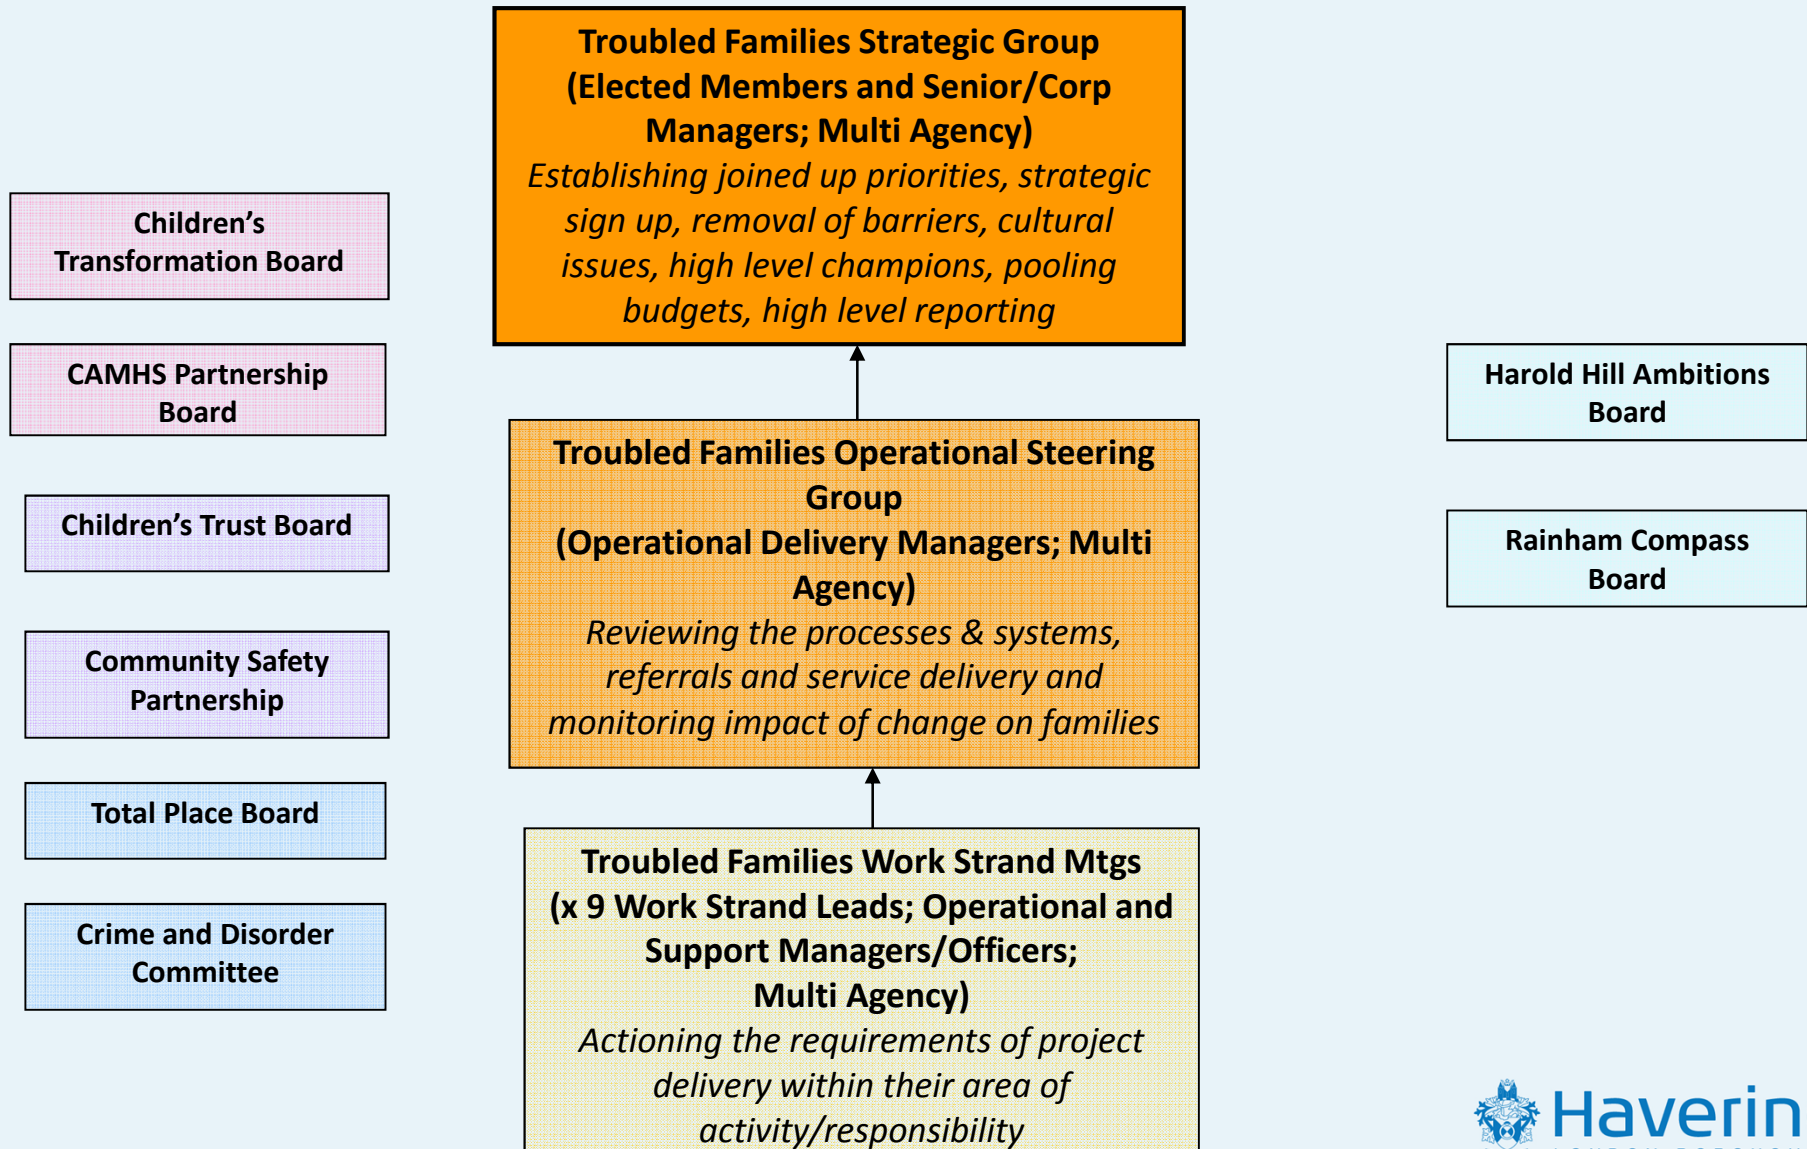 Troubled Families Strategic Group
(Elected Members and Senior/Corp
Managers; Multi Agency)
Establishing joined up priorities, strategic
sign up, removal of barriers, cultural
issues, high level champions, pooling
budgets, high level reporting
Children’s
Transformation Board
CAMHS Partnership
Board
Children’s Trust Board
Community Safety
Partnership
Total Place Board
Crime and Disorder
Committee
Troubled Families Operational Steering
Group
(Operational Delivery Managers; Multi
Agency)
Reviewing the processes & systems,
referrals and service delivery and
monitoring impact of change on families
Troubled Families Work Strand Mtgs
(x 9 Work Strand Leads; Operational and
Support Managers/Officers;
Multi Agency)
Actioning the requirements of project
delivery within their area of
activity/responsibility
Harold Hill Ambitions
Board
Rainham Compass
Board
Haverin